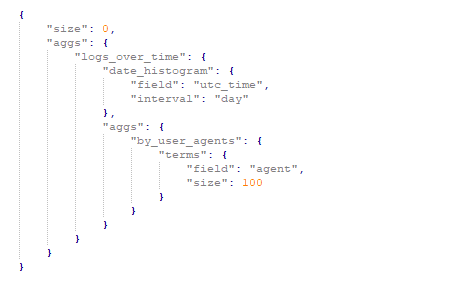 {
    "size": 0,
    "aggs": {
        "logs_over_time": {
            "date_histogram": {
                "field": "utc_time",
                "interval": "day"
            },
            "aggs": {
                "by_user_agents": {
                    "terms": {
                        "field": "agent",
                        "size": 100
                    }
                }
            }
        }
    }
}